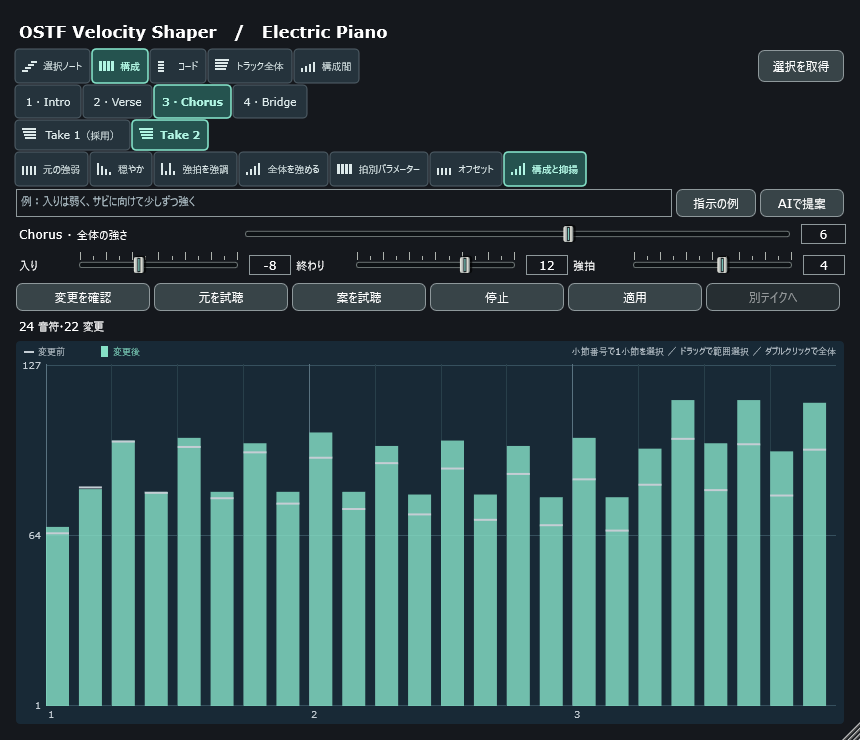 OSTF Velocity Shaper / Electric Piano
選択ノート 構成 コード トラック全体 構成間 選択を取得
1・Intro 2・Verse 3・Chorus 4・Bridge
Take 1（採用） Take 2
元の強弱 穏やか 強拍を強調 全体を強める 拍別パラメーター オフセット 構成と抑揚
例：入りは弱く、サビに向けて少しずつ強く 指示の例 AIで提案
Chorus・全体の強さ 6
入り -8 終わり 12 強拍 4
変更を確認 元を試聴 案を試聴 停止 適用 別テイクへ
24 音符·22 変更
変更前 変更後 小節番号で1小節を選択 ／ ドラッグで範囲選択 ／ ダブルクリックで全体
127
64
1
1 2 3